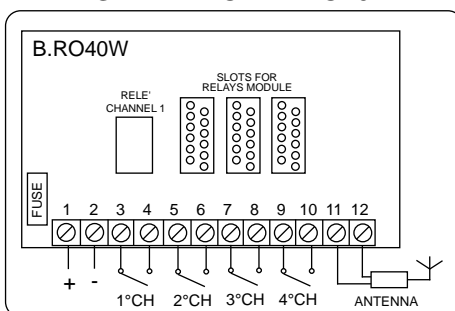 B.RO40W
SLOTS FOR
RELAYS MODULE
RELE'
CHANNEL 1
FUSE
1 2 3 4 5 6 7 8 9 10 11 12
+ - 1°CH 2°CH 3°CH 4°CH ANTENNA